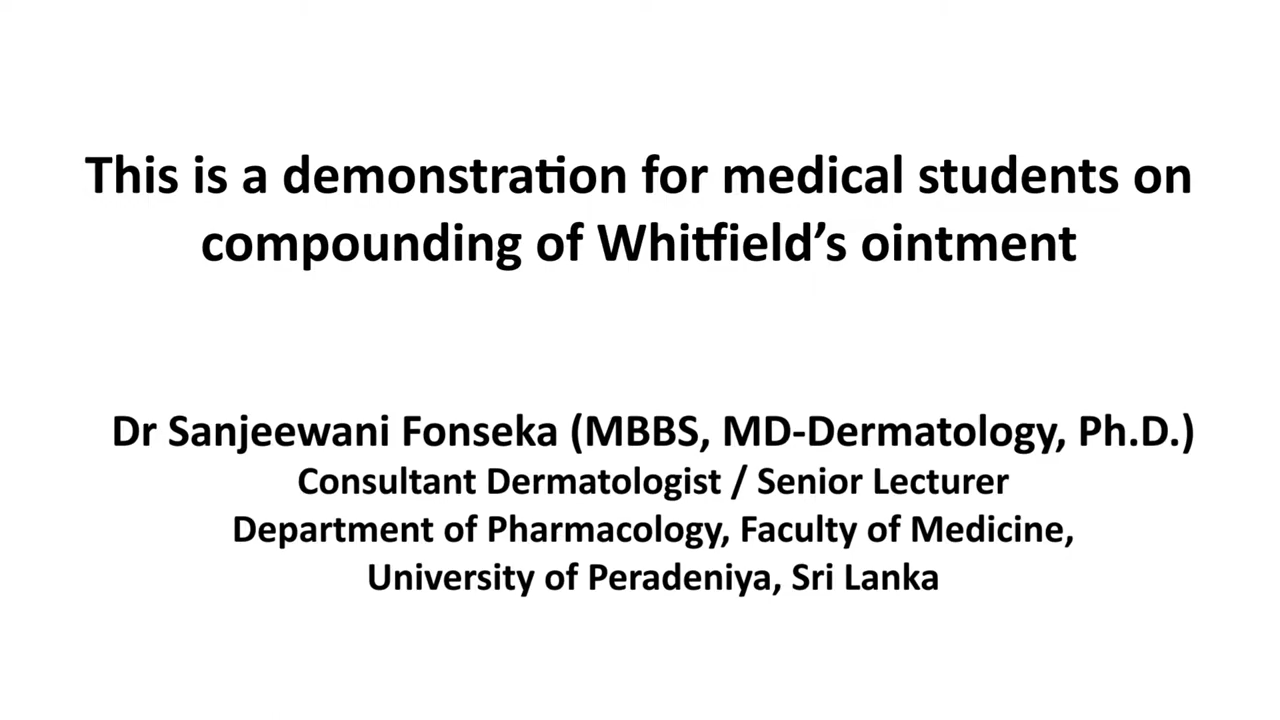 This is a demonstration for medical students on
compounding of Whitfield’s ointment
Dr Sanjeewani Fonseka (MBBS, MD-Dermatology, Ph.D.)
Consultant Dermatologist / Senior Lecturer
Department of Pharmacology, Faculty of Medicine,
University of Peradeniya, Sri Lanka